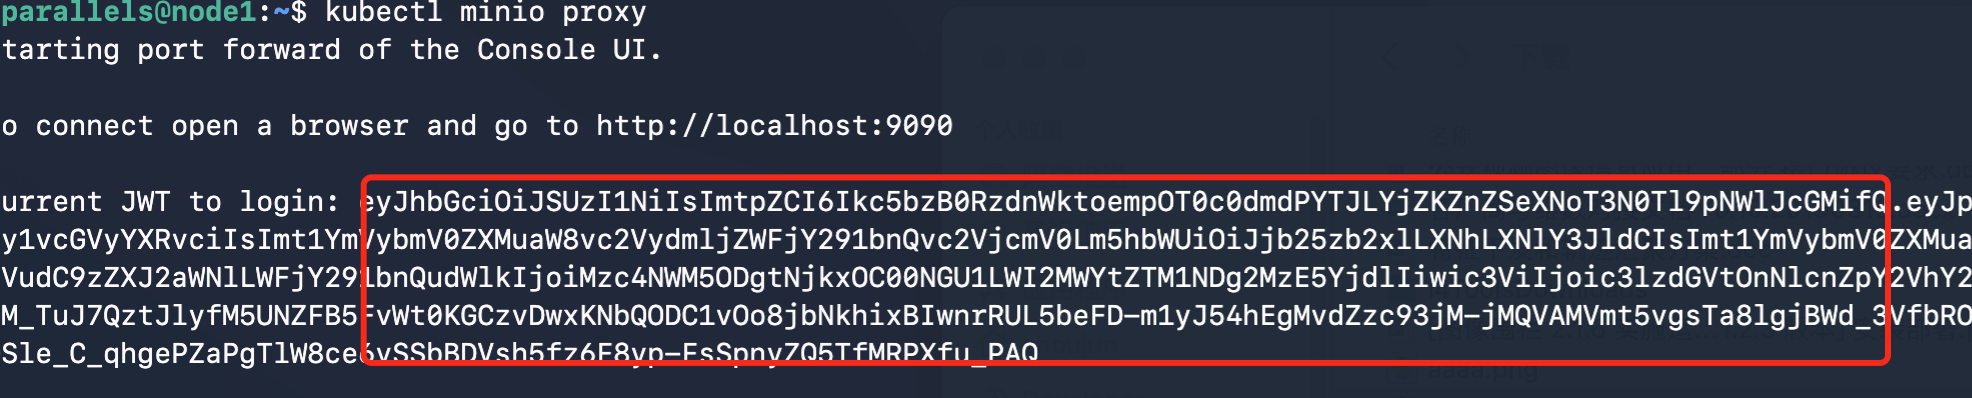 parallels@node1:~$ kubectl minio proxy
tarting port forward of the Console UI.
o connect open a browser and go to http://localhost:9090
urrent JWT to login: eyJhbGciOiJSUzI1NiIsImtpZCI6Ikc5bzB0RzdnWktoempOT0c0dmdPYTJLYjZKZnZSeXNoT3N0Tl9pNWlJcGMifQ.eyJp
y1vcGVyYXRvciIsImt1YmVybmV0ZXMuaW8vc2VydmljZWFjY291bnQvc2VjcmV0Lm5hbWUiOiJjb25zb2xlLXNhLXNlY3JldCIsImt1YmVybmV0ZXMua
VudC9zZXJ2aWNlLWFjY291bnQudWlkIjoiMzc4NWM5ODgtNjkxOC00NGU1LWI2MWYtZTM1NDg2MzE5YjdlIiwic3ViIjoic3lzdGVtOnNlcnZpY2VhY2
M_TuJ7QztJlyfM5UNZFB5FvWt0KGCzvDwxKNbQODC1vOo8jbNkhixBIwnrRUL5beFD-m1yJ54hEgMvdZzc93jM-jMQVAMVmt5vgsTa8lgjBWd_3VfbRO
Sle_C_qhgePZaPgTlW8ce6vSSbBDVsh5fz6F8yp-FsSpnyZQ5TfMRPXfu_PAQ